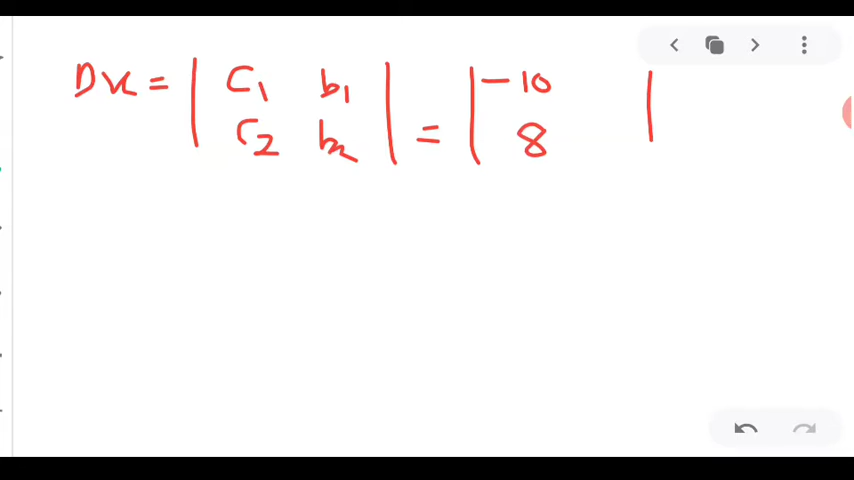 Dx = | C1 b1 | = | -10 |
| C2 b2 | | 8 |